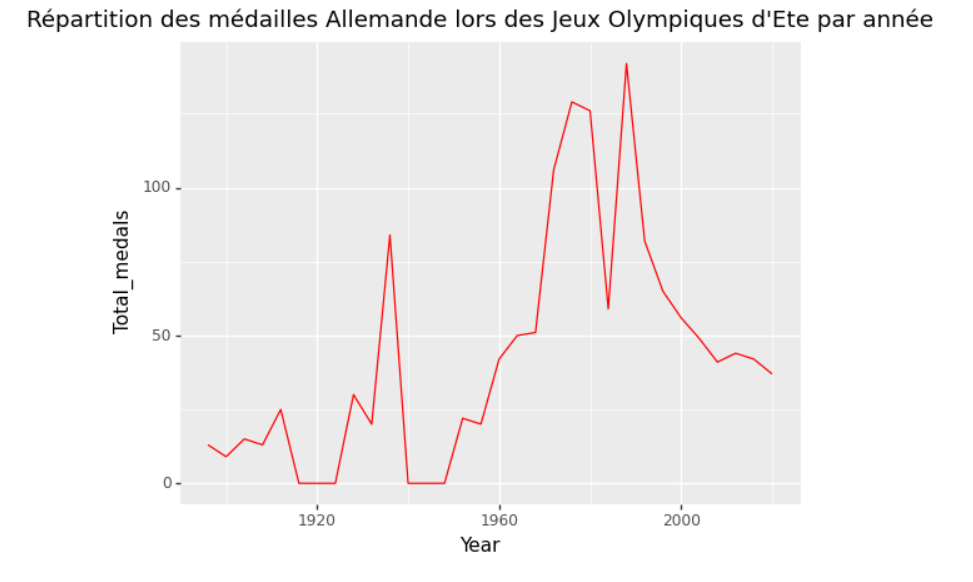 Répartition des médailles Allemande lors des Jeux Olympiques d'Ete par année
100
50
0
Total_medals
1920 1960 2000
Year